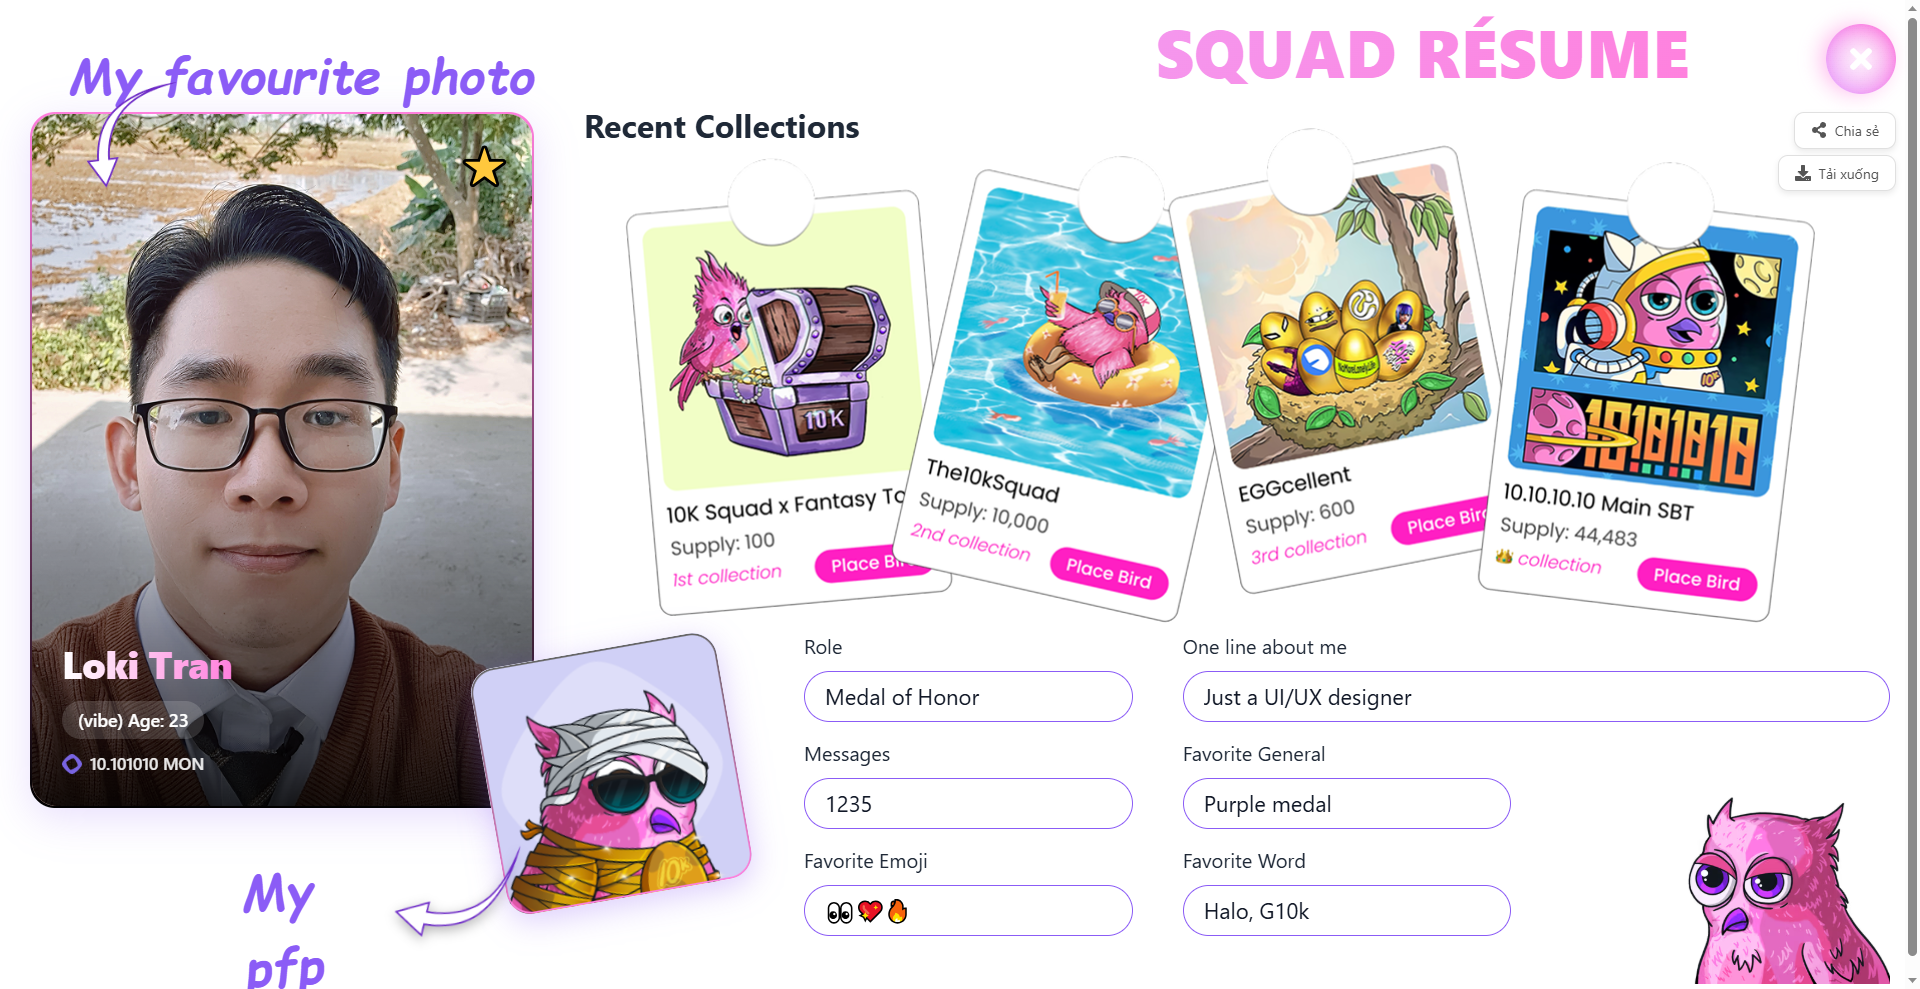 SQUAD RÉSUME
My favourite photo
Chia sẻ
Tải xuống
Recent Collections
Loki Tran
(vibe) Age: 23
10.101010 MON
My
pfp
10K
10K Squad x Fantasy To
Supply: 100
1st collection
Place Bir
The10kSquad
Supply: 10,000
2nd collection
Place Bird
EGGcellent
Supply: 600
3rd collection
Place Bird
10101010
10.10.10.10 Main SBT
Supply: 44,483
collection
Place Bird
Role
Medal of Honor
One line about me
Just a UI/UX designer
Messages
1235
Favorite General
Purple medal
Favorite Emoji
👀💖🔥
Favorite Word
Halo, G10k